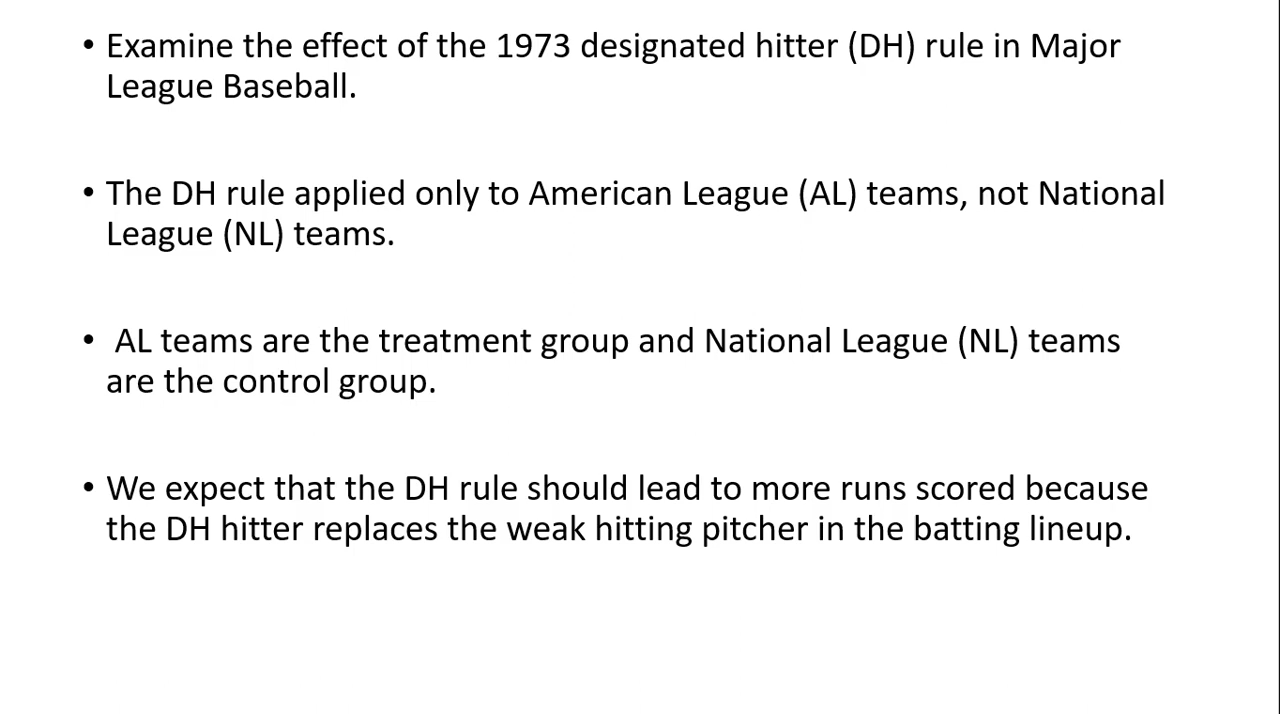 • Examine the effect of the 1973 designated hitter (DH) rule in Major
League Baseball.
• The DH rule applied only to American League (AL) teams, not National
League (NL) teams.
• AL teams are the treatment group and National League (NL) teams
are the control group.
• We expect that the DH rule should lead to more runs scored because
the DH hitter replaces the weak hitting pitcher in the batting lineup.